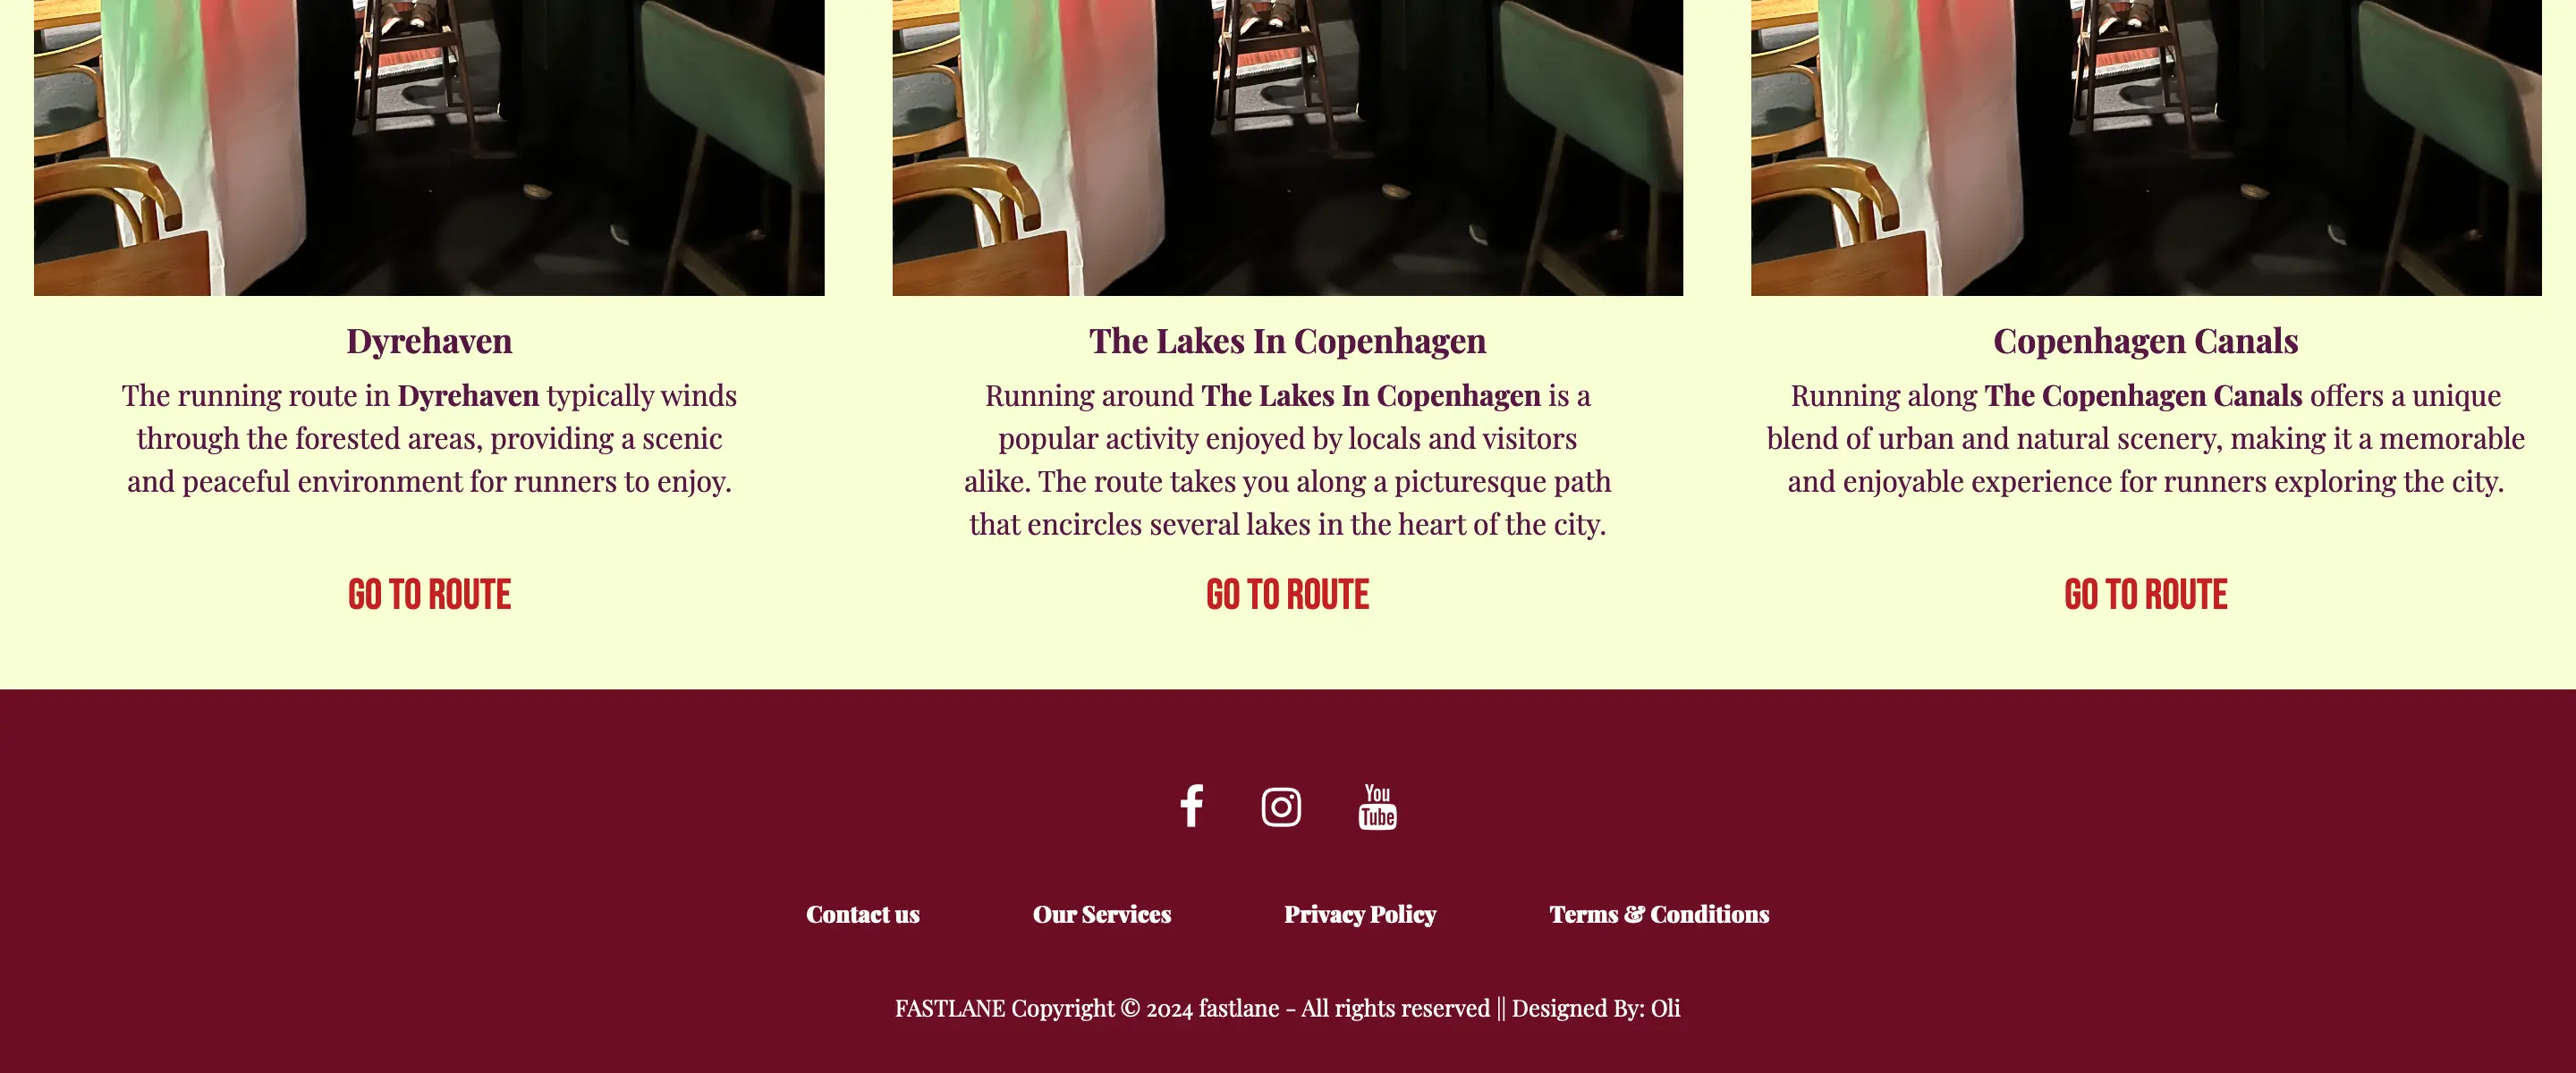 Dyrehaven
The running route in Dyrehaven typically winds
through the forested areas, providing a scenic
and peaceful environment for runners to enjoy.
GO TO ROUTE
The Lakes In Copenhagen
Running around The Lakes In Copenhagen is a
popular activity enjoyed by locals and visitors
alike. The route takes you along a picturesque path
that encircles several lakes in the heart of the city.
GO TO ROUTE
Copenhagen Canals
Running along The Copenhagen Canals offers a unique
blend of urban and natural scenery, making it a memorable
and enjoyable experience for runners exploring the city.
GO TO ROUTE
You
Tube
Contact us Our Services Privacy Policy Terms & Conditions
FASTLANE Copyright © 2024 fastlane - All rights reserved || Designed By: Oli